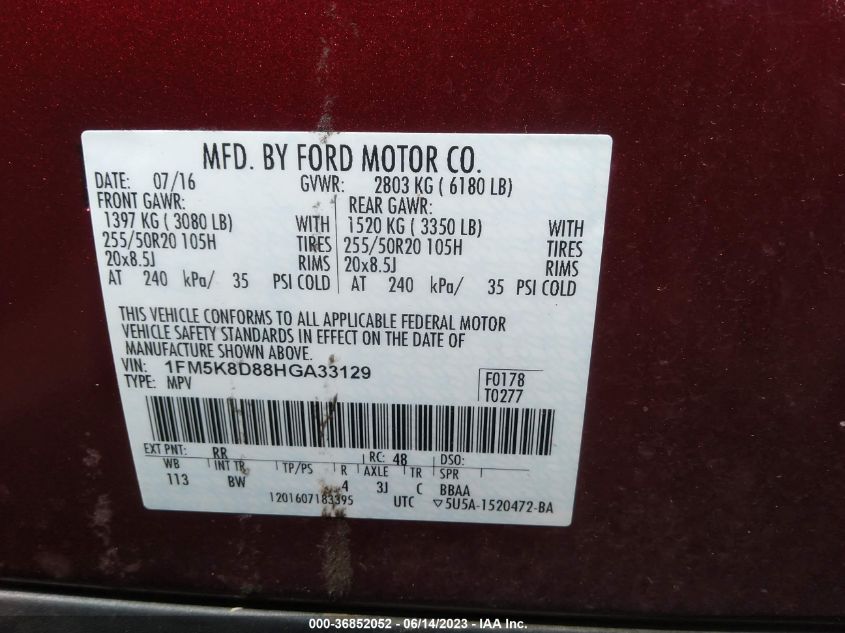 MFD. BY FORD MOTOR CO.
DATE: 07/16 GVWR: 2803 KG ( 6180 LB)
FRONT GAWR: REAR GAWR:
1397 KG ( 3080 LB) WITH 1520 KG ( 3350 LB) WITH
255/50R20 105H TIRES 255/50R20 105H TIRES
20x8.5J RIMS 20x8.5J RIMS
AT 240 kPa/ 35 PSI COLD AT 240 kPa/ 35 PSI COLD
THIS VEHICLE CONFORMS TO ALL APPLICABLE FEDERAL MOTOR
VEHICLE SAFETY STANDARDS IN EFFECT ON THE DATE OF
MANUFACTURE SHOWN ABOVE.
VIN: 1FM5K8D88HGA33129
TYPE: MPV
F0178
T0277
EXT PNT: RR RC: 48 DSO:
WB INT TR TP/PS R AXLE TR SPR
113 BW 4 3J C BBAA
1201607183395 UTC ▽5U5A-1520472-BA
000-36852052 - 06/14/2023 - IAA Inc.